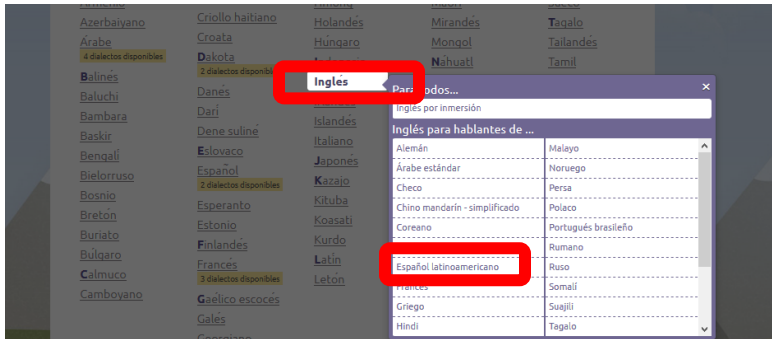 Azerbaiyano
Árabe
4 dialectos disponibles
Balinés
Baluchi
Bambara
Baskir
Bengalí
Bielorruso
Bosnio
Bretón
Buriato
Búlgaro
Calmuco
Camboyano
Criollo haitiano
Croata
Dakota
2 dialectos disponibles
Danés
Darí
Dene suliné
Eslovaco
Español
2 dialectos disponibles
Esperanto
Estonio
Finlandés
Francés
3 dialectos disponibles
Gaélico escocés
Galés
Holandés
Húngaro
Inglés
Islandés
Italiano
Japonés
Kazajo
Kituba
Koasati
Kurdo
Latín
Letón
Mirandés
Mongol
Náhuatl
Tagalo
Tailandés
Tamil
Para todos...
×
Inglés por inmersión
Inglés para hablantes de ...
Alemán
Árabe estándar
Checo
Chino mandarín - simplificado
Coreano
Español latinoamericano
Francés
Griego
Hindi
Malayo
Noruego
Persa
Polaco
Portugués brasileño
Rumano
Ruso
Somalí
Suajili
Tagalo